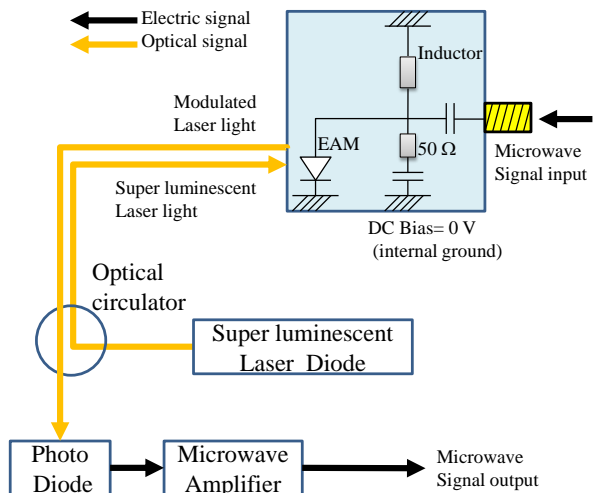 Electric signal
Optical signal
Inductor
Modulated
Laser light
EAM
50 Ω
Microwave
Signal input
Super luminescent
Laser light
DC Bias= 0 V
(internal ground)
Optical
circulator
Super luminescent
Laser Diode
Photo
Diode
Microwave
Amplifier
Microwave
Signal output